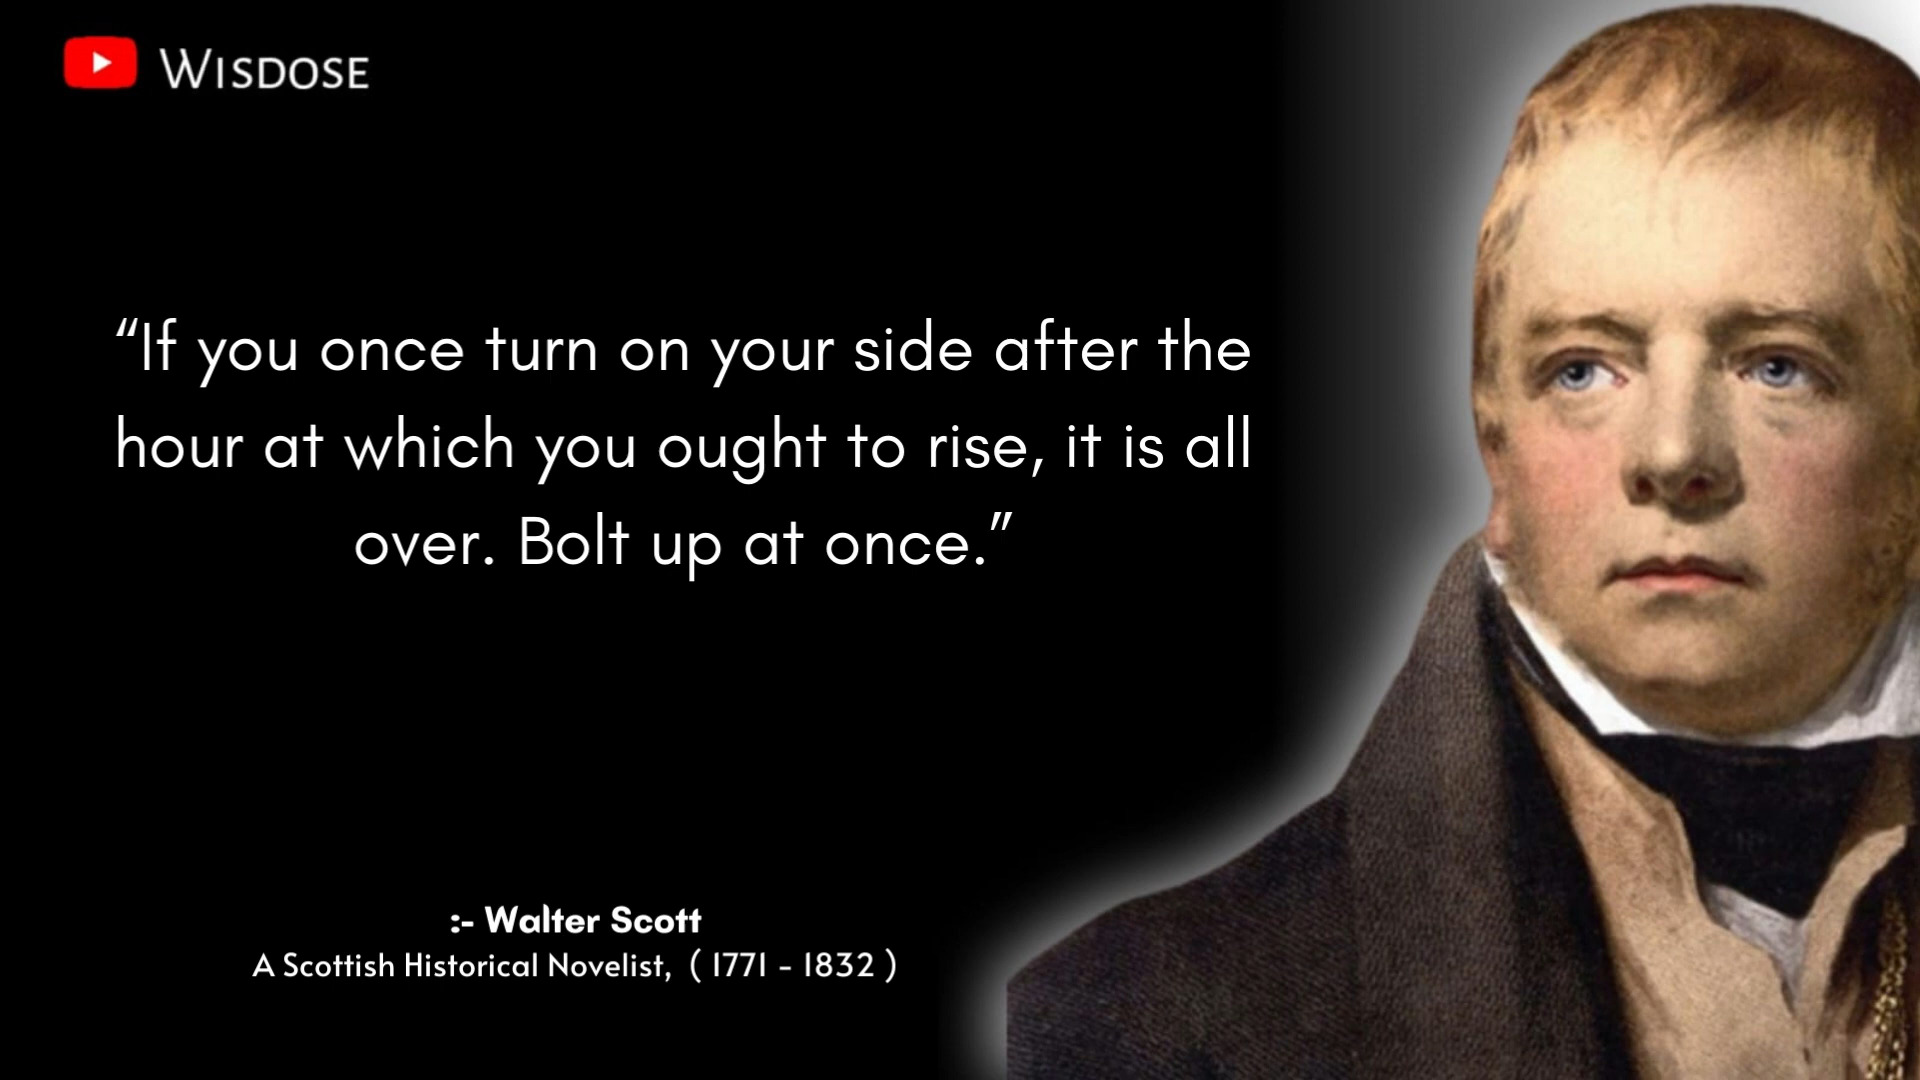 WISDOSE
“If you once turn on your side after the
hour at which you ought to rise, it is all
over. Bolt up at once.”
:- Walter Scott
A Scottish Historical Novelist, ( 1771 - 1832 )